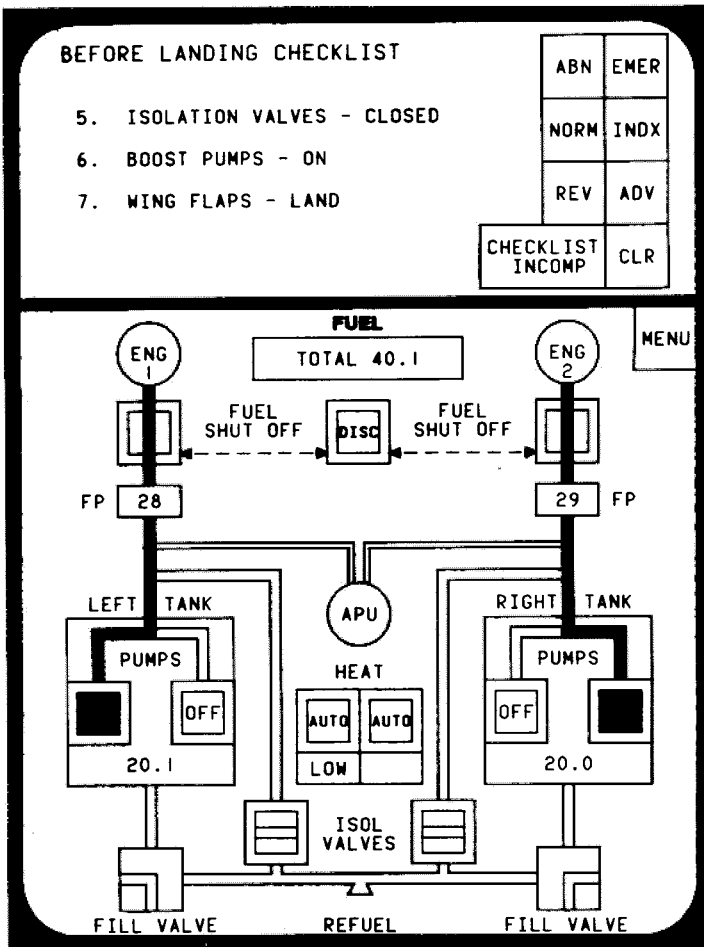 BEFORE LANDING CHECKLIST
5. ISOLATION VALVES - CLOSED
6. BOOST PUMPS - ON
7. WING FLAPS - LAND
ABN EMER
NORM INDX
REV ADV
CHECKLIST
INCOMP
CLR
FUEL
TOTAL 40.1
MENU
ENG
1
ENG
2
FUEL
SHUT OFF
DISC
FUEL
SHUT OFF
FP 28
29 FP
LEFT TANK
APU
RIGHT TANK
PUMPS
OFF
20.1
HEAT
AUTO AUTO
LOW
PUMPS
OFF
20.0
ISOL
VALVES
FILL VALVE
REFUEL
FILL VALVE